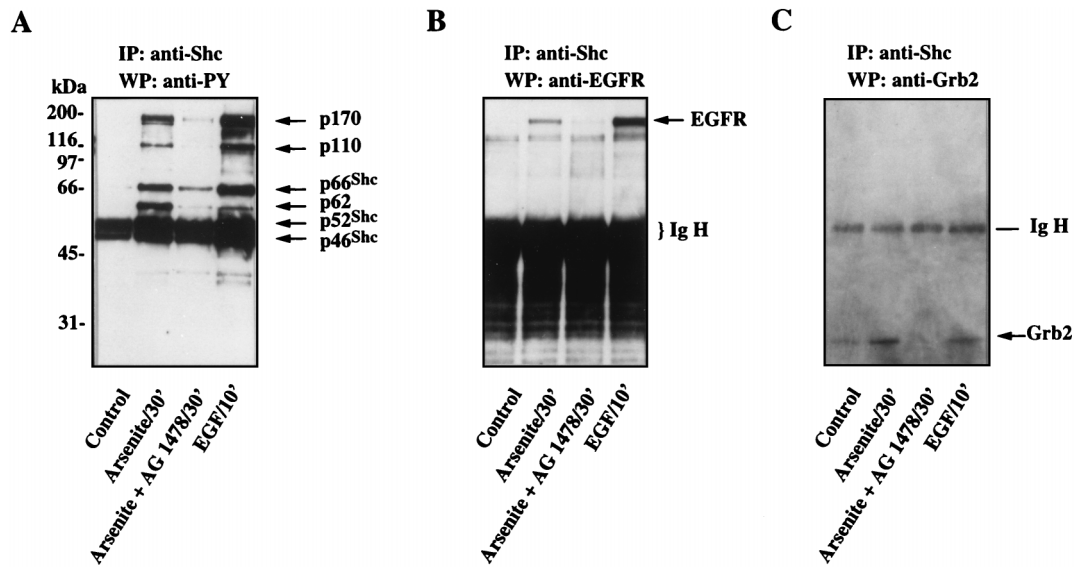 A
IP: anti-Shc
WP: anti-PY
kDa
200-
116-
97-
66-
45-
31-
p170
p110
p66Shc
p62
p52Shc
p46Shc
Control
Arsenite/30'
Arsenite + AG 1478/30'
EGF/10'
B
IP: anti-Shc
WP: anti-EGFR
EGFR
} Ig H
Control
Arsenite/30'
Arsenite + AG 1478/30'
EGF/10'
C
IP: anti-Shc
WP: anti-Grb2
Ig H
Grb2
Control
Arsenite/30'
Arsenite + AG 1478/30'
EGF/10'